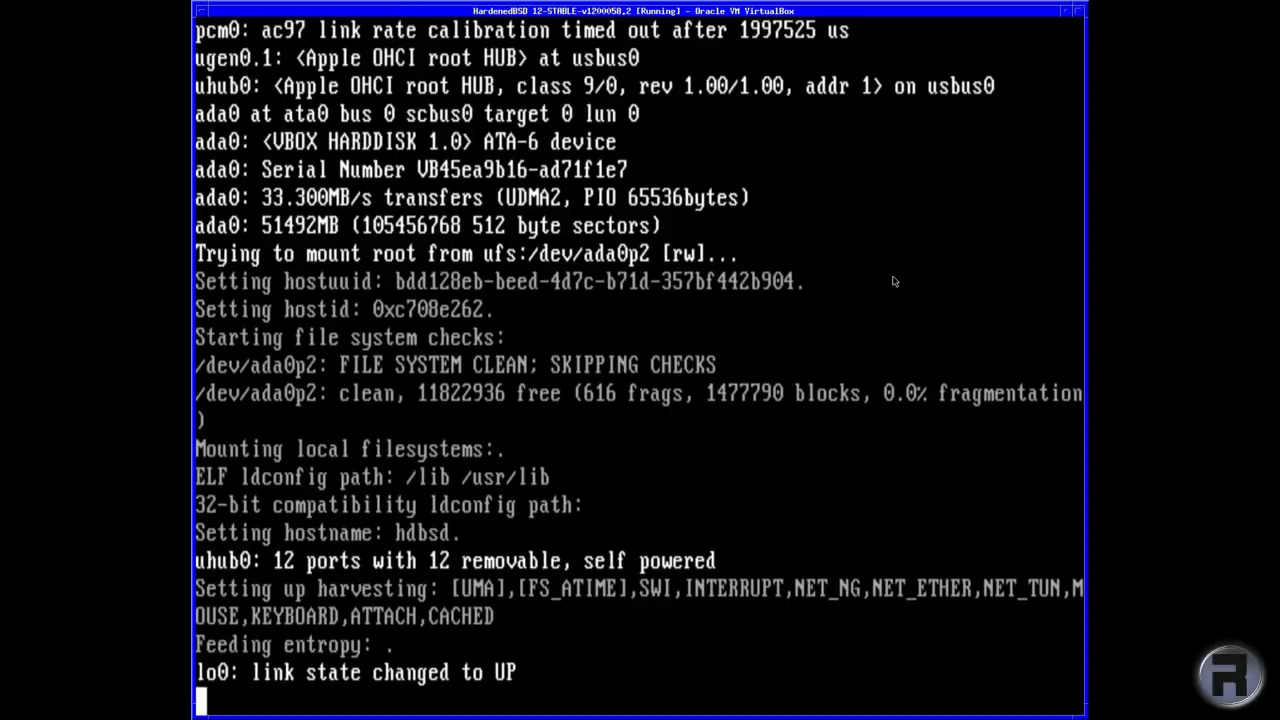 HardenedBSD 12-STABLE-v1200058.2 [Running] - Oracle VM VirtualBox
pcm0: ac97 link rate calibration timed out after 1997525 us
ugen0.1: <Apple OHCI root HUB> at usbus0
uhub0: <Apple OHCI root HUB, class 9/0, rev 1.00/1.00, addr 1> on usbus0
ada0 at ata0 bus 0 scbus0 target 0 lun 0
ada0: <VBOX HARDDISK 1.0> ATA-6 device
ada0: Serial Number VB45ea9b16-ad71f1e7
ada0: 33.300MB/s transfers (UDMA2, PIO 65536bytes)
ada0: 51492MB (105456768 512 byte sectors)
Trying to mount root from ufs:/dev/ada0p2 [rw]...
Setting hostuuid: bdd128eb-beed-4d7c-b71d-357bf442b904.
Setting hostid: 0xc708e262.
Starting file system checks:
/dev/ada0p2: FILE SYSTEM CLEAN; SKIPPING CHECKS
/dev/ada0p2: clean, 11822936 free (616 frags, 1477790 blocks, 0.0% fragmentation
)
Mounting local filesystems:.
ELF ldconfig path: /lib /usr/lib
32-bit compatibility ldconfig path:
Setting hostname: hdbsd.
uhub0: 12 ports with 12 removable, self powered
Setting up harvesting: [UMA],[FS_ATIME],SWI,INTERRUPT,NET_NG,NET_ETHER,NET_TUN,M
OUSE,KEYBOARD,ATTACH,CACHED
Feeding entropy: .
lo0: link state changed to UP
R